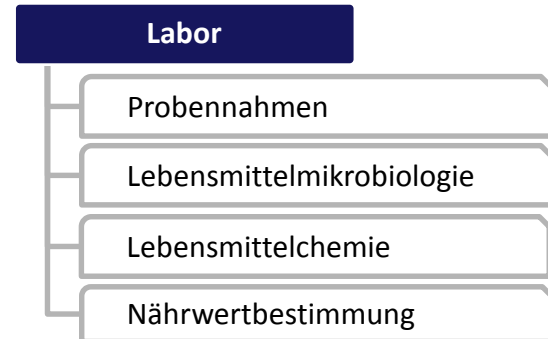 Labor
Probennahmen
Lebensmittelmikrobiologie
Lebensmittelchemie
Nährwertbestimmung